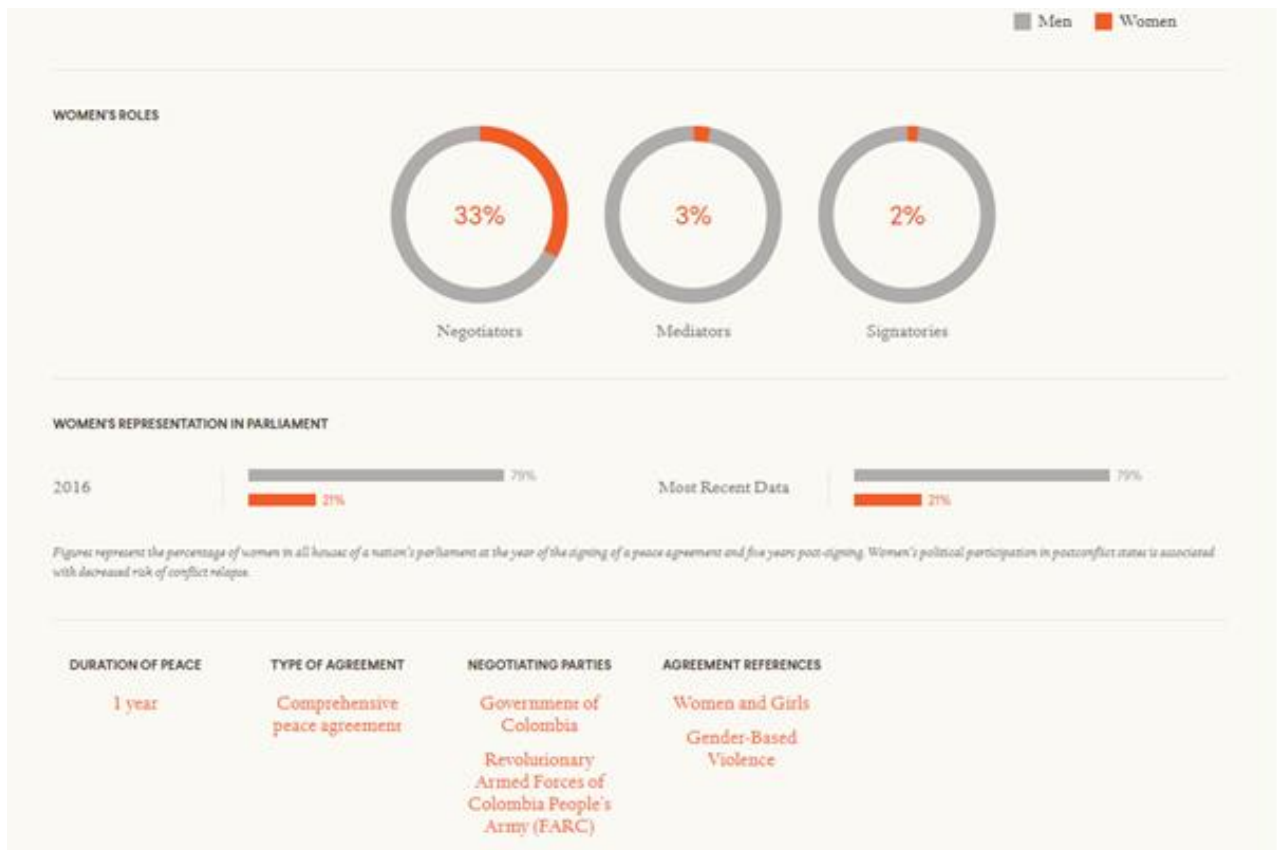 Men Women
WOMEN'S ROLES
33% 3% 2%
Negotiators Mediators Signatories
WOMEN'S REPRESENTATION IN PARLIAMENT
2016 79% Most Recent Data 79%
21% 21%
Figures represent the percentage of women in all houses of a nation's parliament at the year of the signing of a peace agreement and five years post-signing. Women's political participation in postconflict states is associated
with decreased risk of conflict relapse.
DURATION OF PEACE TYPE OF AGREEMENT NEGOTIATING PARTIES AGREEMENT REFERENCES
1 year Comprehensive Government of Women and Girls
peace agreement Colombia
Gender-Based
Revolutionary Violence
Armed Forces of
Colombia People's
Army (FARC)